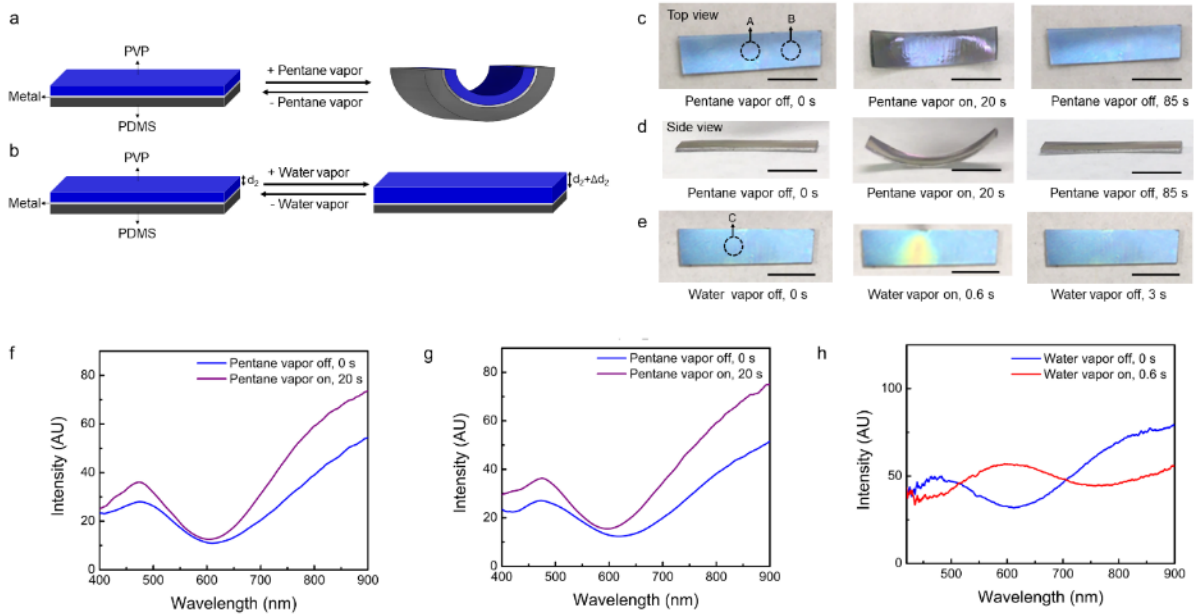 a
PVP
Metal
PDMS
+ Pentane vapor
- Pentane vapor
b
PVP
d2
Metal
PDMS
+ Water vapor
- Water vapor
d2+Δd2
c
Top view
A
B
Pentane vapor off, 0 s
Pentane vapor on, 20 s
Pentane vapor off, 85 s
d
Side view
Pentane vapor off, 0 s
Pentane vapor on, 20 s
Pentane vapor off, 85 s
e
C
Water vapor off, 0 s
Water vapor on, 0.6 s
Water vapor off, 3 s
f
Pentane vapor off, 0 s
Pentane vapor on, 20 s
Intensity (AU)
80
60
40
20
0
400 500 600 700 800 900
Wavelength (nm)
g
Pentane vapor off, 0 s
Pentane vapor on, 20 s
Intensity (AU)
80
60
40
20
0
400 500 600 700 800 900
Wavelength (nm)
h
Water vapor off, 0 s
Water vapor on, 0.6 s
Intensity (AU)
100
50
0
500 600 700 800 900
Wavelength (nm)